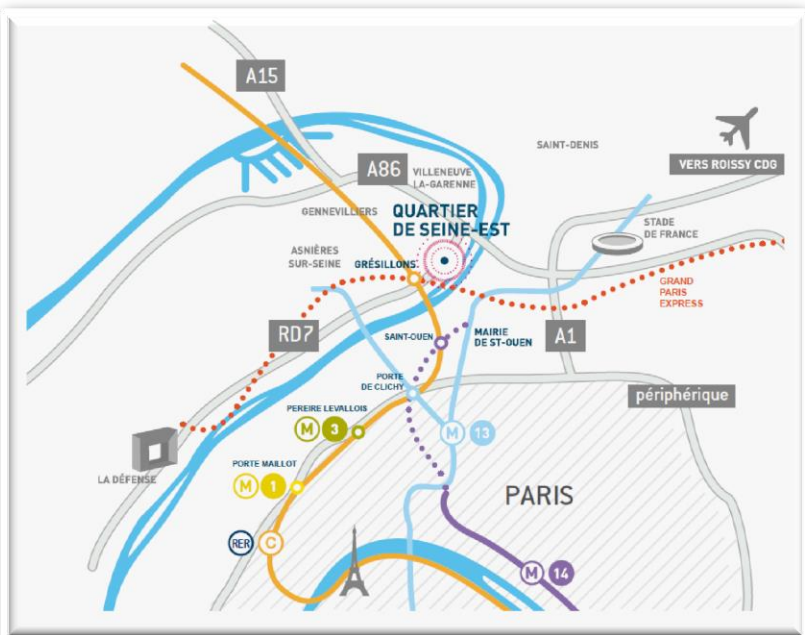 A15
SAINT-DENIS
VERS ROISSY CDG
A86
VILLENEUVE
LA-GARENNE
GENNEVILLIERS
QUARTIER
DE SEINE-EST
STADE
DE FRANCE
ASNIÈRES
SUR-SEINE
GRÉSILLONS
GRAND
PARIS
EXPRESS
RD7
SAINT-OUEN
MAIRIE
DE ST-OUEN
A1
PORTE
DE CLICHY
périphérique
PEREIRE LEVALLOIS
M 3
M 13
PORTE MAILLOT
LA DÉFENSE
M 1
PARIS
RER C
M 14